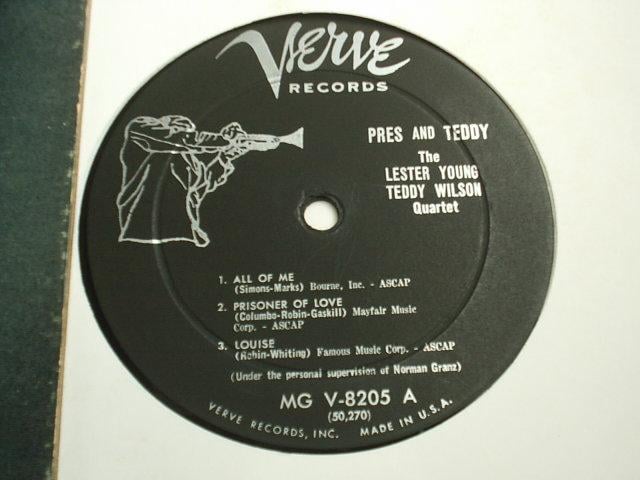 Verve
RECORDS
PRES AND TEDDY
The
LESTER YOUNG
TEDDY WILSON
Quartet
1. ALL OF ME
(Simons-Marks) Bourne, Inc. - ASCAP
2. PRISONER OF LOVE
(Columbo-Robin-Gaskill) Mayfair Music
Corp. - ASCAP
3. LOUISE
(Robin-Whiting) Famous Music Corp. - ASCAP
(Under the personal supervision of Norman Granz)
MG V-8205 A
(50,270)
VERVE RECORDS, INC. MADE IN U.S.A.